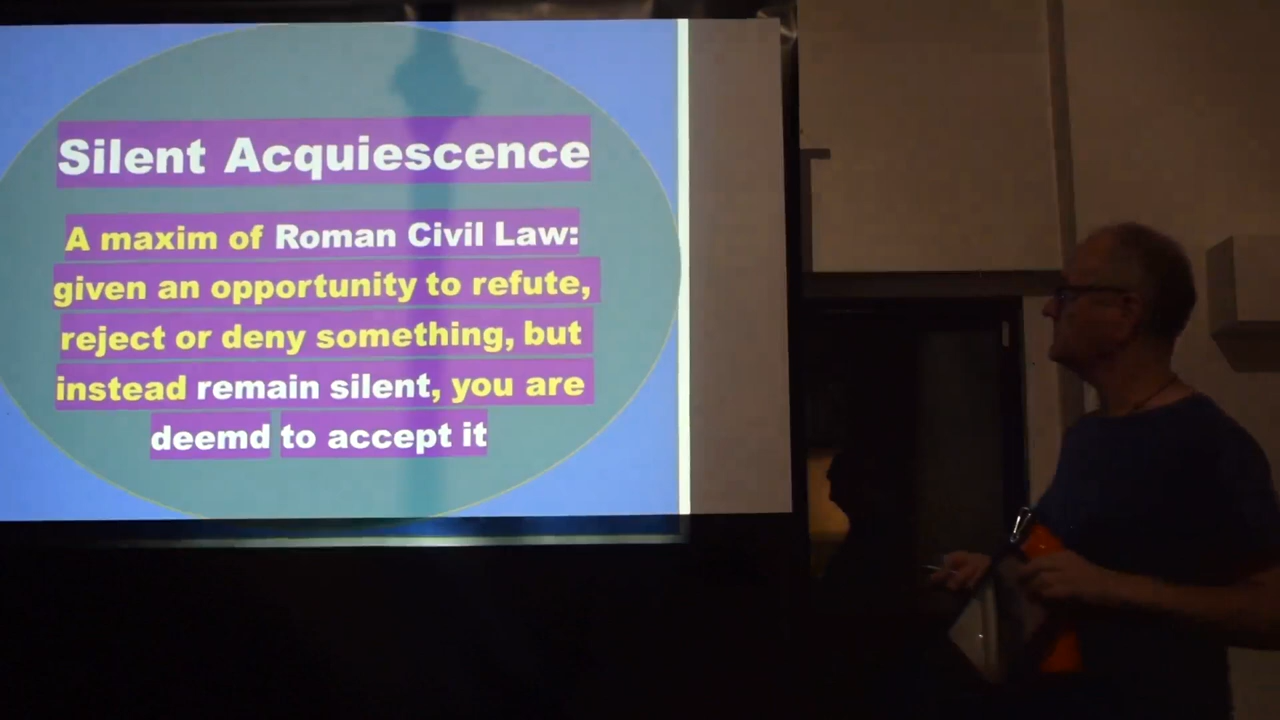 Silent Acquiescence
A maxim of Roman Civil Law:
given an opportunity to refute,
reject or deny something, but
instead remain silent, you are
deemd to accept it